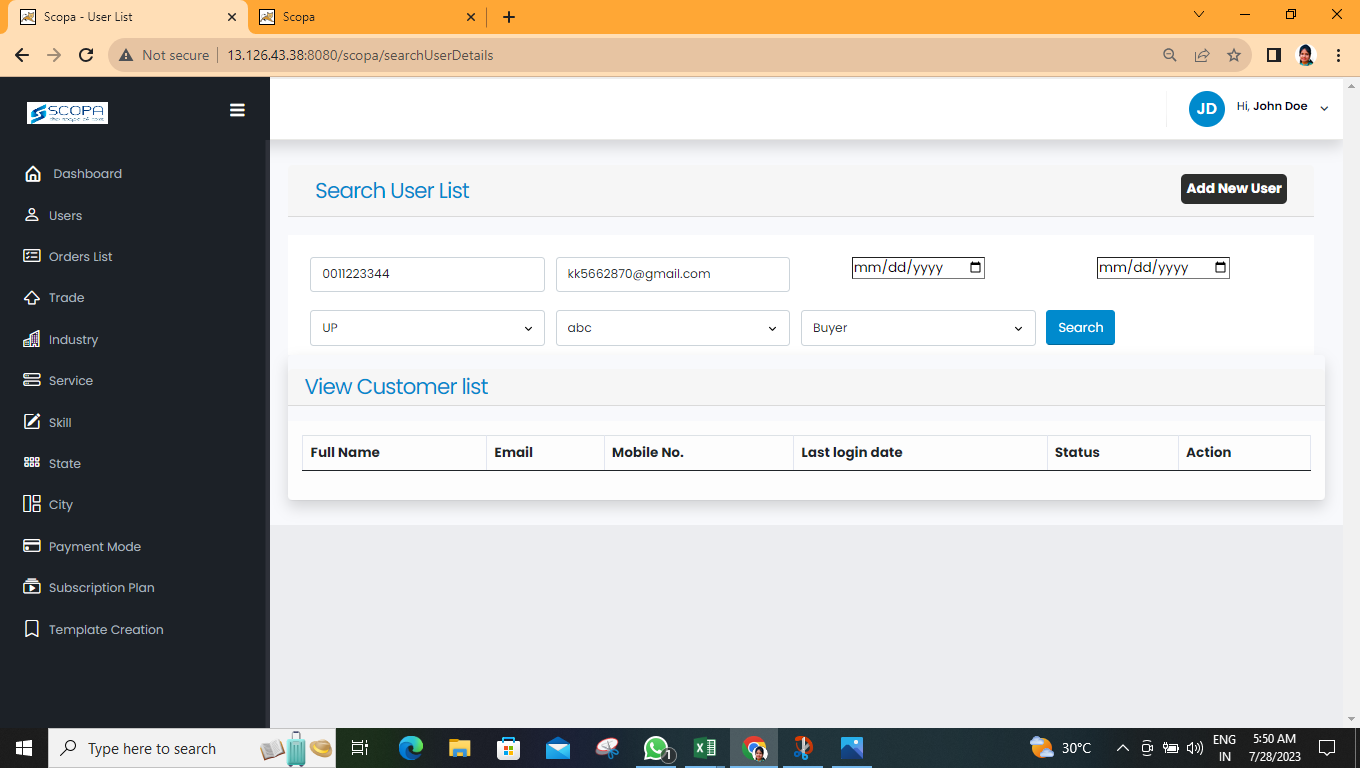 Scopa - User List
Scopa
Not secure
13.126.43.38:8080/scopa/searchUserDetails
SCOPA
JD
Hi, John Doe
Dashboard
Users
Orders List
Trade
Industry
Service
Skill
State
City
Payment Mode
Subscription Plan
Template Creation
Search User List
Add New User
0011223344
kk5662870@gmail.com
mm/dd/yyyy
mm/dd/yyyy
UP
abc
Buyer
Search
View Customer list
Full Name Email Mobile No. Last login date Status Action
Type here to search
1
30°C
ENG
IN
5:50 AM
7/28/2023